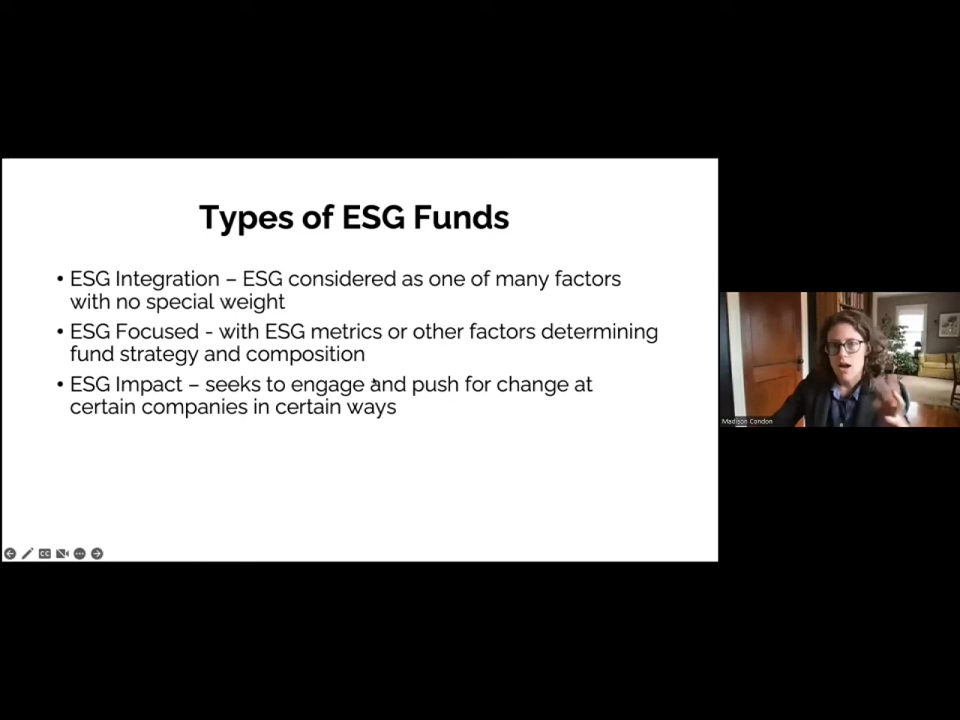 Types of ESG Funds
• ESG Integration – ESG considered as one of many factors
with no special weight
• ESG Focused - with ESG metrics or other factors determining
fund strategy and composition
• ESG Impact – seeks to engage and push for change at
certain companies in certain ways
Madison Condon